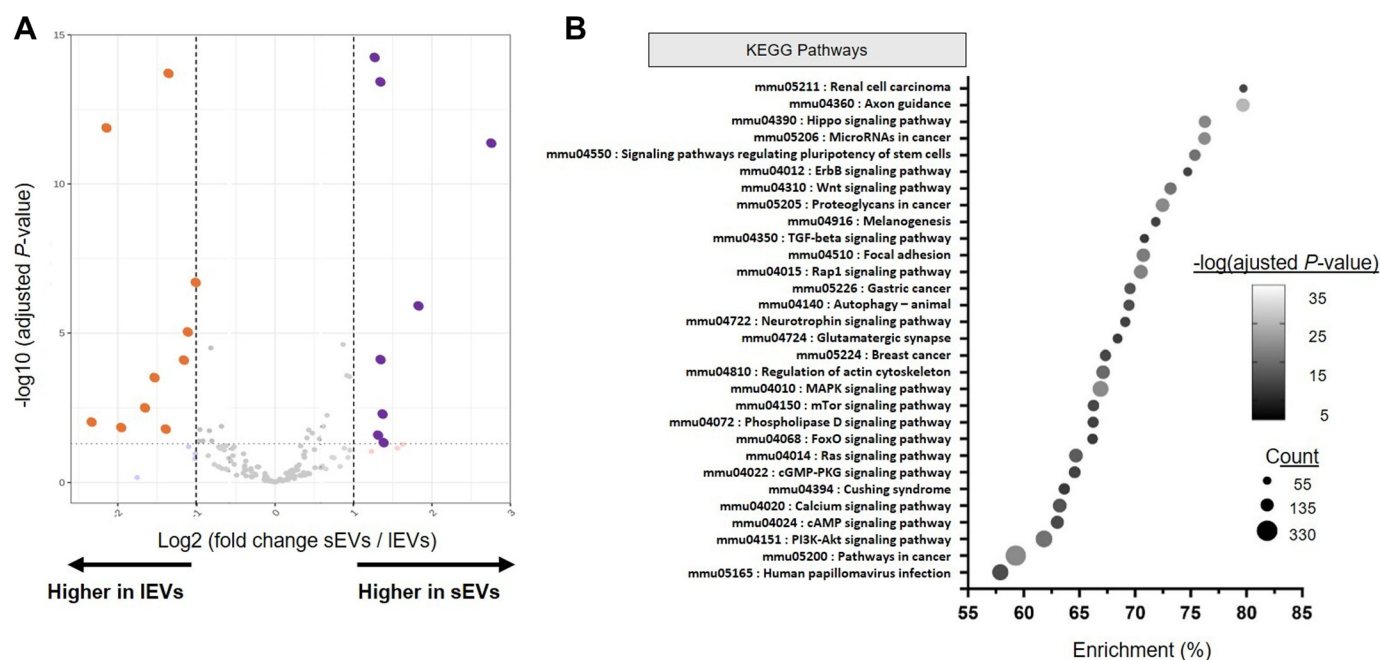 A
15
10
5
0
-log10 (adjusted P-value)
-2
-1
0
1
2
3
Log2 (fold change sEVs / lEVs)
Higher in lEVs
Higher in sEVs
B
KEGG Pathways
mmu05211 : Renal cell carcinoma
mmu04360 : Axon guidance
mmu04390 : Hippo signaling pathway
mmu05206 : MicroRNAs in cancer
mmu04550 : Signaling pathways regulating pluripotency of stem cells
mmu04012 : ErbB signaling pathway
mmu04310 : Wnt signaling pathway
mmu05205 : Proteoglycans in cancer
mmu04916 : Melanogenesis
mmu04350 : TGF-beta signaling pathway
mmu04510 : Focal adhesion
mmu04015 : Rap1 signaling pathway
mmu05226 : Gastric cancer
mmu04140 : Autophagy – animal
mmu04722 : Neurotrophin signaling pathway
mmu04724 : Glutamatergic synapse
mmu05224 : Breast cancer
mmu04810 : Regulation of actin cytoskeleton
mmu04010 : MAPK signaling pathway
mmu04150 : mTor signaling pathway
mmu04072 : Phospholipase D signaling pathway
mmu04068 : FoxO signaling pathway
mmu04014 : Ras signaling pathway
mmu04022 : cGMP-PKG signaling pathway
mmu04394 : Cushing syndrome
mmu04020 : Calcium signaling pathway
mmu04024 : cAMP signaling pathway
mmu04151 : PI3K-Akt signaling pathway
mmu05200 : Pathways in cancer
mmu05165 : Human papillomavirus infection
55 60 65 70 75 80 85
Enrichment (%)
-log(ajusted P-value)
35
25
15
5
Count
55
135
330